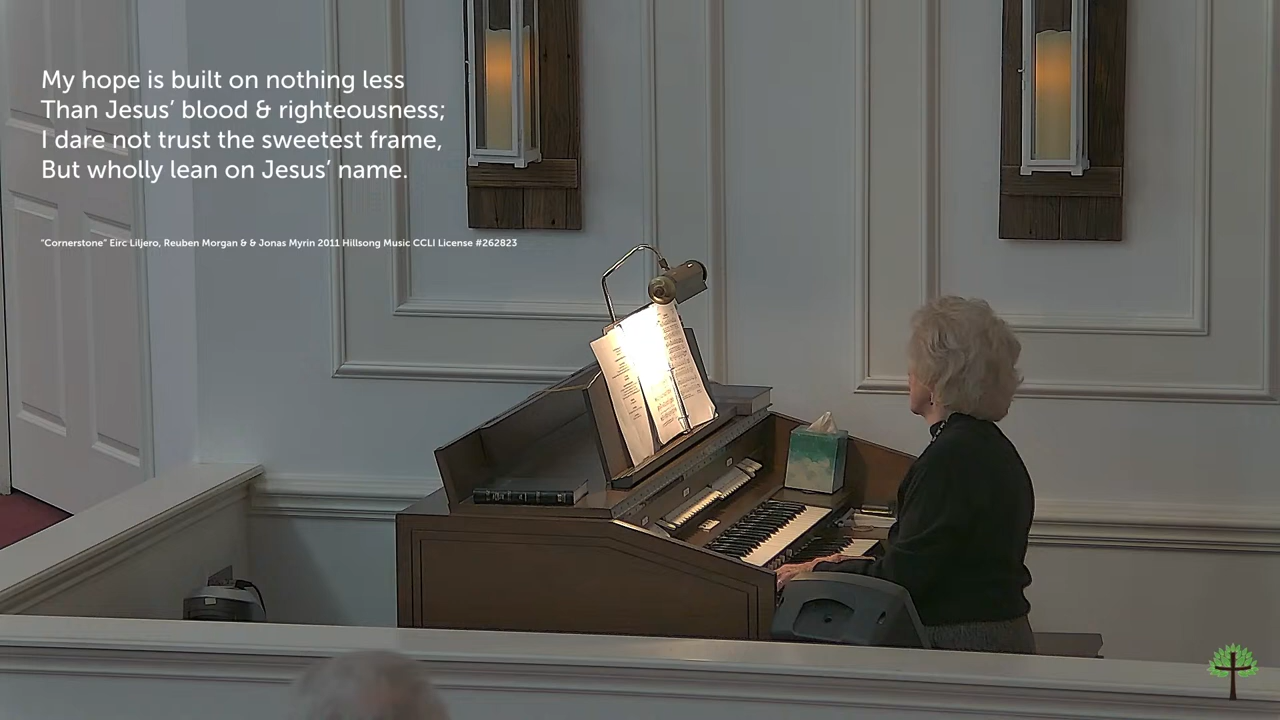 My hope is built on nothing less
Than Jesus’ blood & righteousness;
I dare not trust the sweetest frame,
But wholly lean on Jesus’ name.
"Cornerstone" Eirc Liljero, Reuben Morgan & & Jonas Myrin 2011 Hillsong Music CCLI License #262823